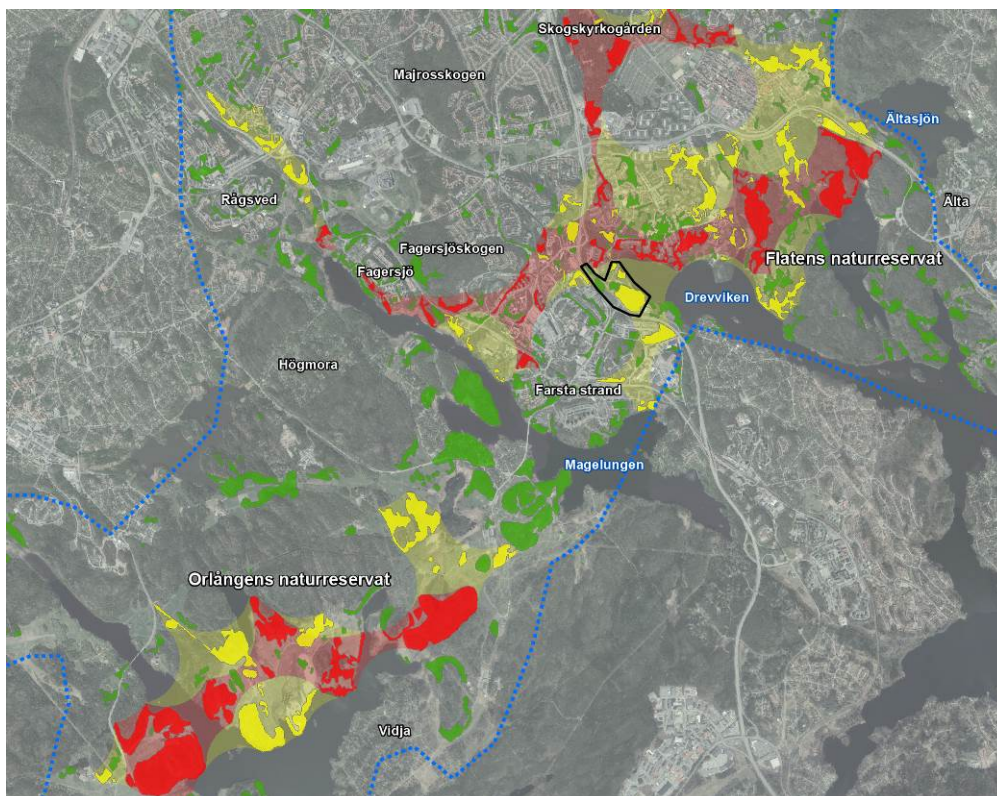 Skogskyrkogården
Majrosskogen
Ältasjön
Rågsved
Älta
Fagersjöskogen
Flatens naturreservat
Fagersjö
Drevviken
Högmora
Farsta strand
Magelungen
Orlångens naturreservat
Vidja